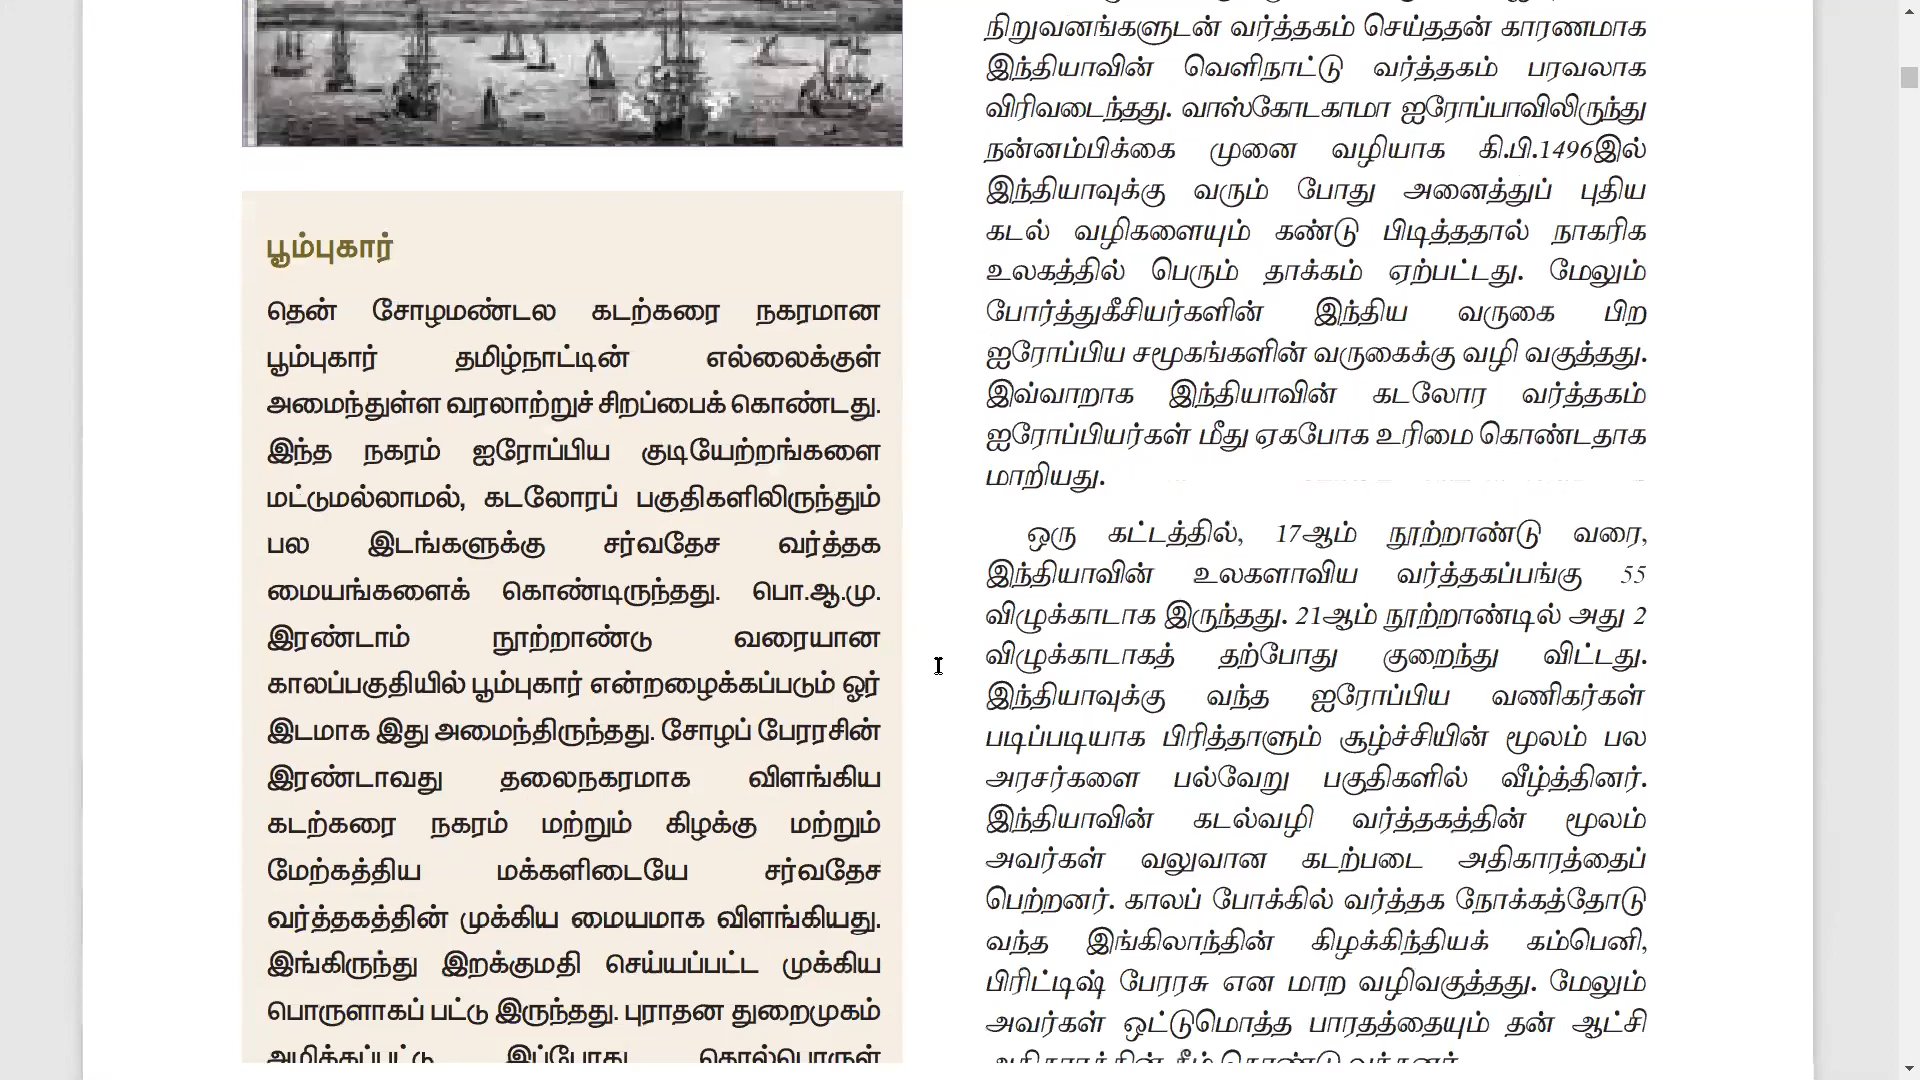 பூம்புகார்
தென் சோழமண்டல கடற்கரை நகரமான
பூம்புகார் தமிழ்நாட்டின் எல்லைக்குள்
அமைந்துள்ள வரலாற்றுச் சிறப்பைக் கொண்டது.
இந்த நகரம் ஐரோப்பிய குடியேற்றங்களை
மட்டுமல்லாமல், கடலோரப் பகுதிகளிலிருந்தும்
பல இடங்களுக்கு சர்வதேச வர்த்தக
மையங்களைக் கொண்டிருந்தது. பொ.ஆ.மு.
இரண்டாம் நூற்றாண்டு வரையான
காலப்பகுதியில் பூம்புகார் என்றழைக்கப்படும் ஓர்
இடமாக இது அமைந்திருந்தது. சோழப் பேரரசின்
இரண்டாவது தலைநகரமாக விளங்கிய
கடற்கரை நகரம் மற்றும் கிழக்கு மற்றும்
மேற்கத்திய மக்களிடையே சர்வதேச
வர்த்தகத்தின் முக்கிய மையமாக விளங்கியது.
இங்கிருந்து இறக்குமதி செய்யப்பட்ட முக்கிய
பொருளாகப் பட்டு இருந்தது. புராதன துறைமுகம்
அழிக்கப்பட்டு இப்போது தொல்பொருள்
நிறுவனங்களுடன் வர்த்தகம் செய்ததன் காரணமாக
இந்தியாவின் வெளிநாட்டு வர்த்தகம் பரவலாக
விரிவடைந்தது. வாஸ்கோடகாமா ஐரோப்பாவிலிருந்து
நன்னம்பிக்கை முனை வழியாக கி.பி.1496இல்
இந்தியாவுக்கு வரும் போது அனைத்துப் புதிய
கடல் வழிகளையும் கண்டு பிடித்ததால் நாகரிக
உலகத்தில் பெரும் தாக்கம் ஏற்பட்டது. மேலும்
போர்த்துகீசியர்களின் இந்திய வருகை பிற
ஐரோப்பிய சமூகங்களின் வருகைக்கு வழி வகுத்தது.
இவ்வாறாக இந்தியாவின் கடலோர வர்த்தகம்
ஐரோப்பியர்கள் மீது ஏகபோக உரிமை கொண்டதாக
மாறியது.
ஒரு கட்டத்தில், 17ஆம் நூற்றாண்டு வரை,
இந்தியாவின் உலகளாவிய வர்த்தகப்பங்கு 55
விழுக்காடாக இருந்தது. 21ஆம் நூற்றாண்டில் அது 2
விழுக்காடாகத் தற்போது குறைந்து விட்டது.
இந்தியாவுக்கு வந்த ஐரோப்பிய வணிகர்கள்
படிப்படியாக பிரித்தாளும் சூழ்ச்சியின் மூலம் பல
அரசர்களை பல்வேறு பகுதிகளில் வீழ்த்தினர்.
இந்தியாவின் கடல்வழி வர்த்தகத்தின் மூலம்
அவர்கள் வலுவான கடற்படை அதிகாரத்தைப்
பெற்றனர். காலப் போக்கில் வர்த்தக நோக்கத்தோடு
வந்த இங்கிலாந்தின் கிழக்கிந்தியக் கம்பெனி,
பிரிட்டிஷ் பேரரசு என மாற வழிவகுத்தது. மேலும்
அவர்கள் ஒட்டுமொத்த பாரதத்தையும் தன் ஆட்சி